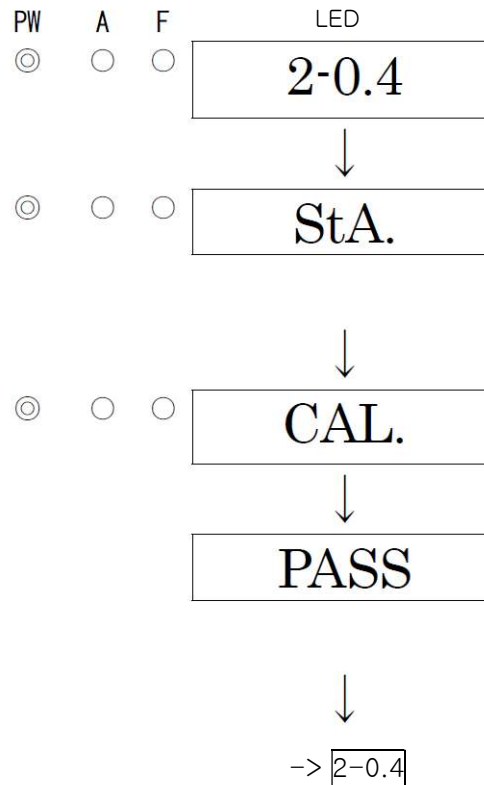 PW A F LED
2-0.4
↓
StA.
↓
CAL.
↓
PASS
↓
-> 2-0.4